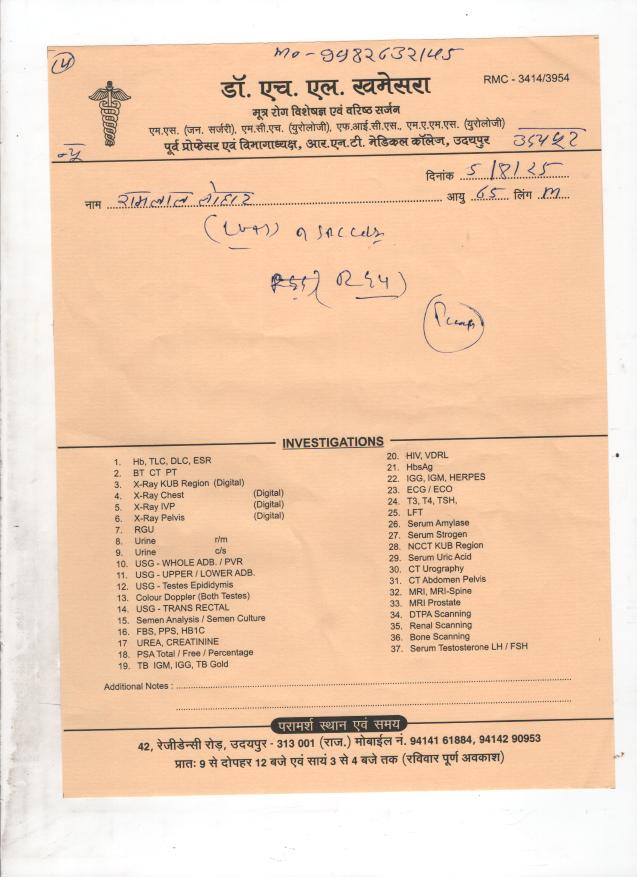 (4)
mo-9982632145
डॉ. एच. एल. खमेसरा
RMC - 3414/3954
मूत्र रोग विशेषज्ञ एवं वरिष्ठ सर्जन
एम.एस. (जन. सर्जरी), एम.सी.एच. (युरोलोजी), एफ.आई.सी.एस., एम.ए.एम.एस. (युरोलोजी)
पूर्व प्रोफेसर एवं विभागाध्यक्ष, आर.एन.टी. मेडिकल कॉलेज, उदयपुर
न्यू उदयपुर
दिनांक 5/8/25
नाम रामलाल लोहार आयु 65 लिंग M
INVESTIGATIONS
1. Hb, TLC, DLC, ESR
2. BT CT PT
3. X-Ray KUB Region (Digital)
4. X-Ray Chest (Digital)
5. X-Ray IVP (Digital)
6. X-Ray Pelvis (Digital)
7. RGU
8. Urine r/m
9. Urine c/s
10. USG - WHOLE ADB. / PVR
11. USG - UPPER / LOWER ADB.
12. USG - Testes Epididymis
13. Colour Doppler (Both Testes)
14. USG - TRANS RECTAL
15. Semen Analysis / Semen Culture
16. FBS, PPS, HB1C
17 UREA, CREATININE
18. PSA Total / Free / Percentage
19. TB IGM, IGG, TB Gold
20. HIV, VDRL
21. HbsAg
22. IGG, IGM, HERPES
23. ECG / ECO
24. T3, T4, TSH,
25. LFT
26. Serum Amylase
27. Serum Strogen
28. NCCT KUB Region
29. Serum Uric Acid
30. CT Urography
31. CT Abdomen Pelvis
32. MRI, MRI-Spine
33. MRI Prostate
34. DTPA Scanning
35. Renal Scanning
36. Bone Scanning
37. Serum Testosterone LH / FSH
Additional Notes :
परामर्श स्थान एवं समय
42, रेजीडेन्सी रोड़, उदयपुर - 313 001 (राज.) मोबाईल नं. 94141 61884, 94142 90953
प्रातः 9 से दोपहर 12 बजे एवं सायं 3 से 4 बजे तक (रविवार पूर्ण अवकाश)